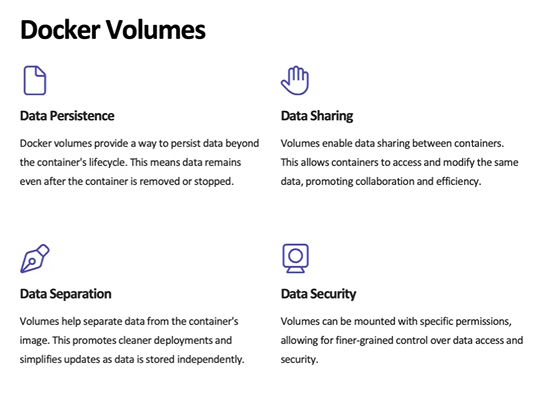 Docker Volumes
Data Persistence
Docker volumes provide a way to persist data beyond
the container's lifecycle. This means data remains
even after the container is removed or stopped.
Data Sharing
Volumes enable data sharing between containers.
This allows containers to access and modify the same
data, promoting collaboration and efficiency.
Data Separation
Volumes help separate data from the container's
image. This promotes cleaner deployments and
simplifies updates as data is stored independently.
Data Security
Volumes can be mounted with specific permissions,
allowing for finer-grained control over data access and
security.